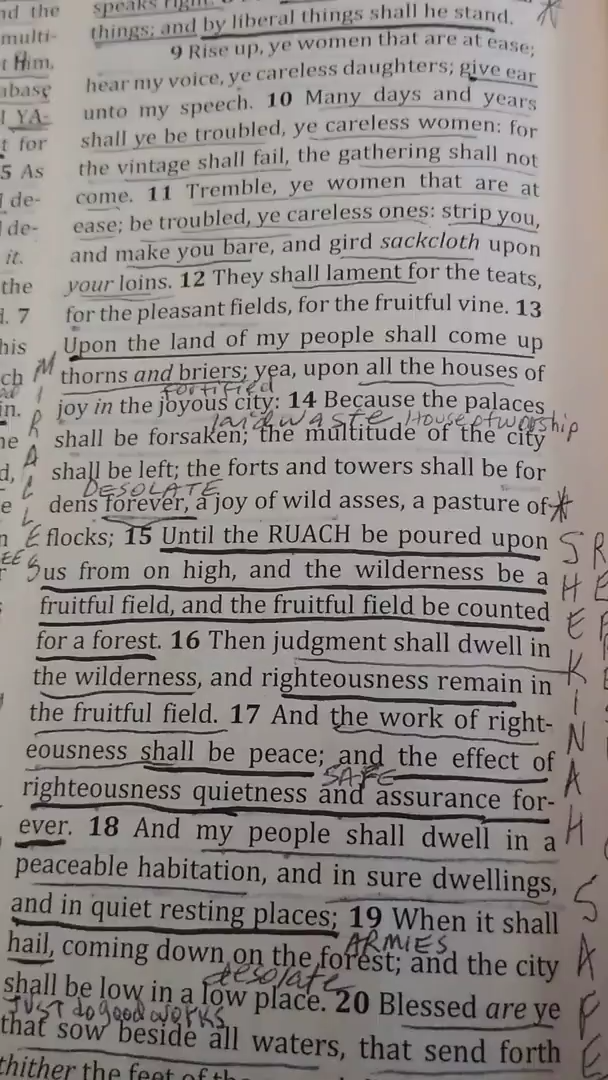 speaks right.
things; and by liberal things shall he stand.
9 Rise up, ye women that are at ease;
hear my voice, ye careless daughters; give ear
unto my speech. 10 Many days and years
shall ye be troubled, ye careless women: for
the vintage shall fail, the gathering shall not
come. 11 Tremble, ye women that are at
ease; be troubled, ye careless ones: strip you,
and make you bare, and gird sackcloth upon
your loins. 12 They shall lament for the teats,
for the pleasant fields, for the fruitful vine. 13
Upon the land of my people shall come up
thorns and briers; yea, upon all the houses of
fortified
joy in the joyous city: 14 Because the palaces
laid waste House of worship
shall be forsaken; the multitude of the city
shall be left; the forts and towers shall be for
DESOLATE
dens forever, a joy of wild asses, a pasture of
flocks; 15 Until the RUACH be poured upon
us from on high, and the wilderness be a
fruitful field, and the fruitful field be counted
for a forest. 16 Then judgment shall dwell in
the wilderness, and righteousness remain in
the fruitful field. 17 And the work of right-
eousness shall be peace; and the effect of
SAFE
righteousness quietness and assurance for-
ever. 18 And my people shall dwell in a
peaceable habitation, and in sure dwellings,
and in quiet resting places; 19 When it shall
ARMIES
hail, coming down on the forest; and the city
desolate
shall be low in a low place. 20 Blessed are ye
JUST do good works
that sow beside all waters, that send forth
thither the feet of the
SHEKINAH
SAFE
nd the
multi-
t Him,
abase
YA-
t for
5 As
de-
de-
it.
the
. 7
his
ch
in.